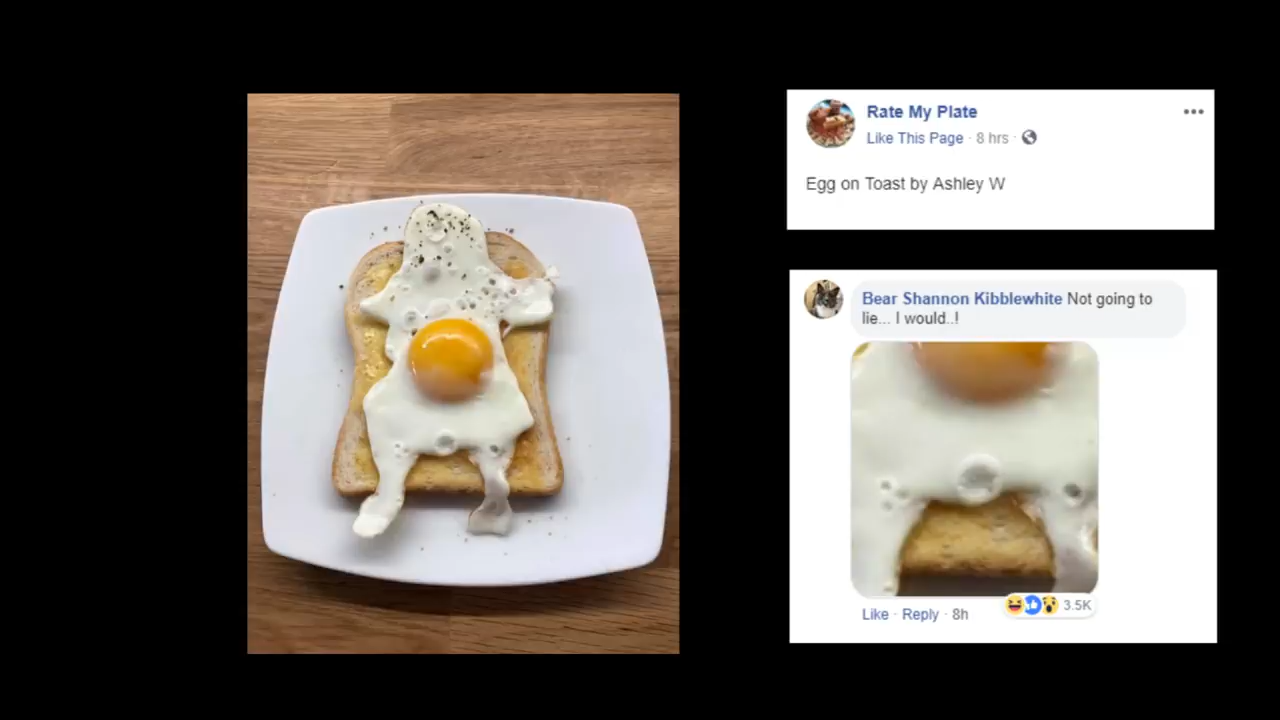 Rate My Plate
Like This Page · 8 hrs ·
Egg on Toast by Ashley W
Bear Shannon Kibblewhite Not going to
lie... I would..!
Like · Reply · 8h
3.5K